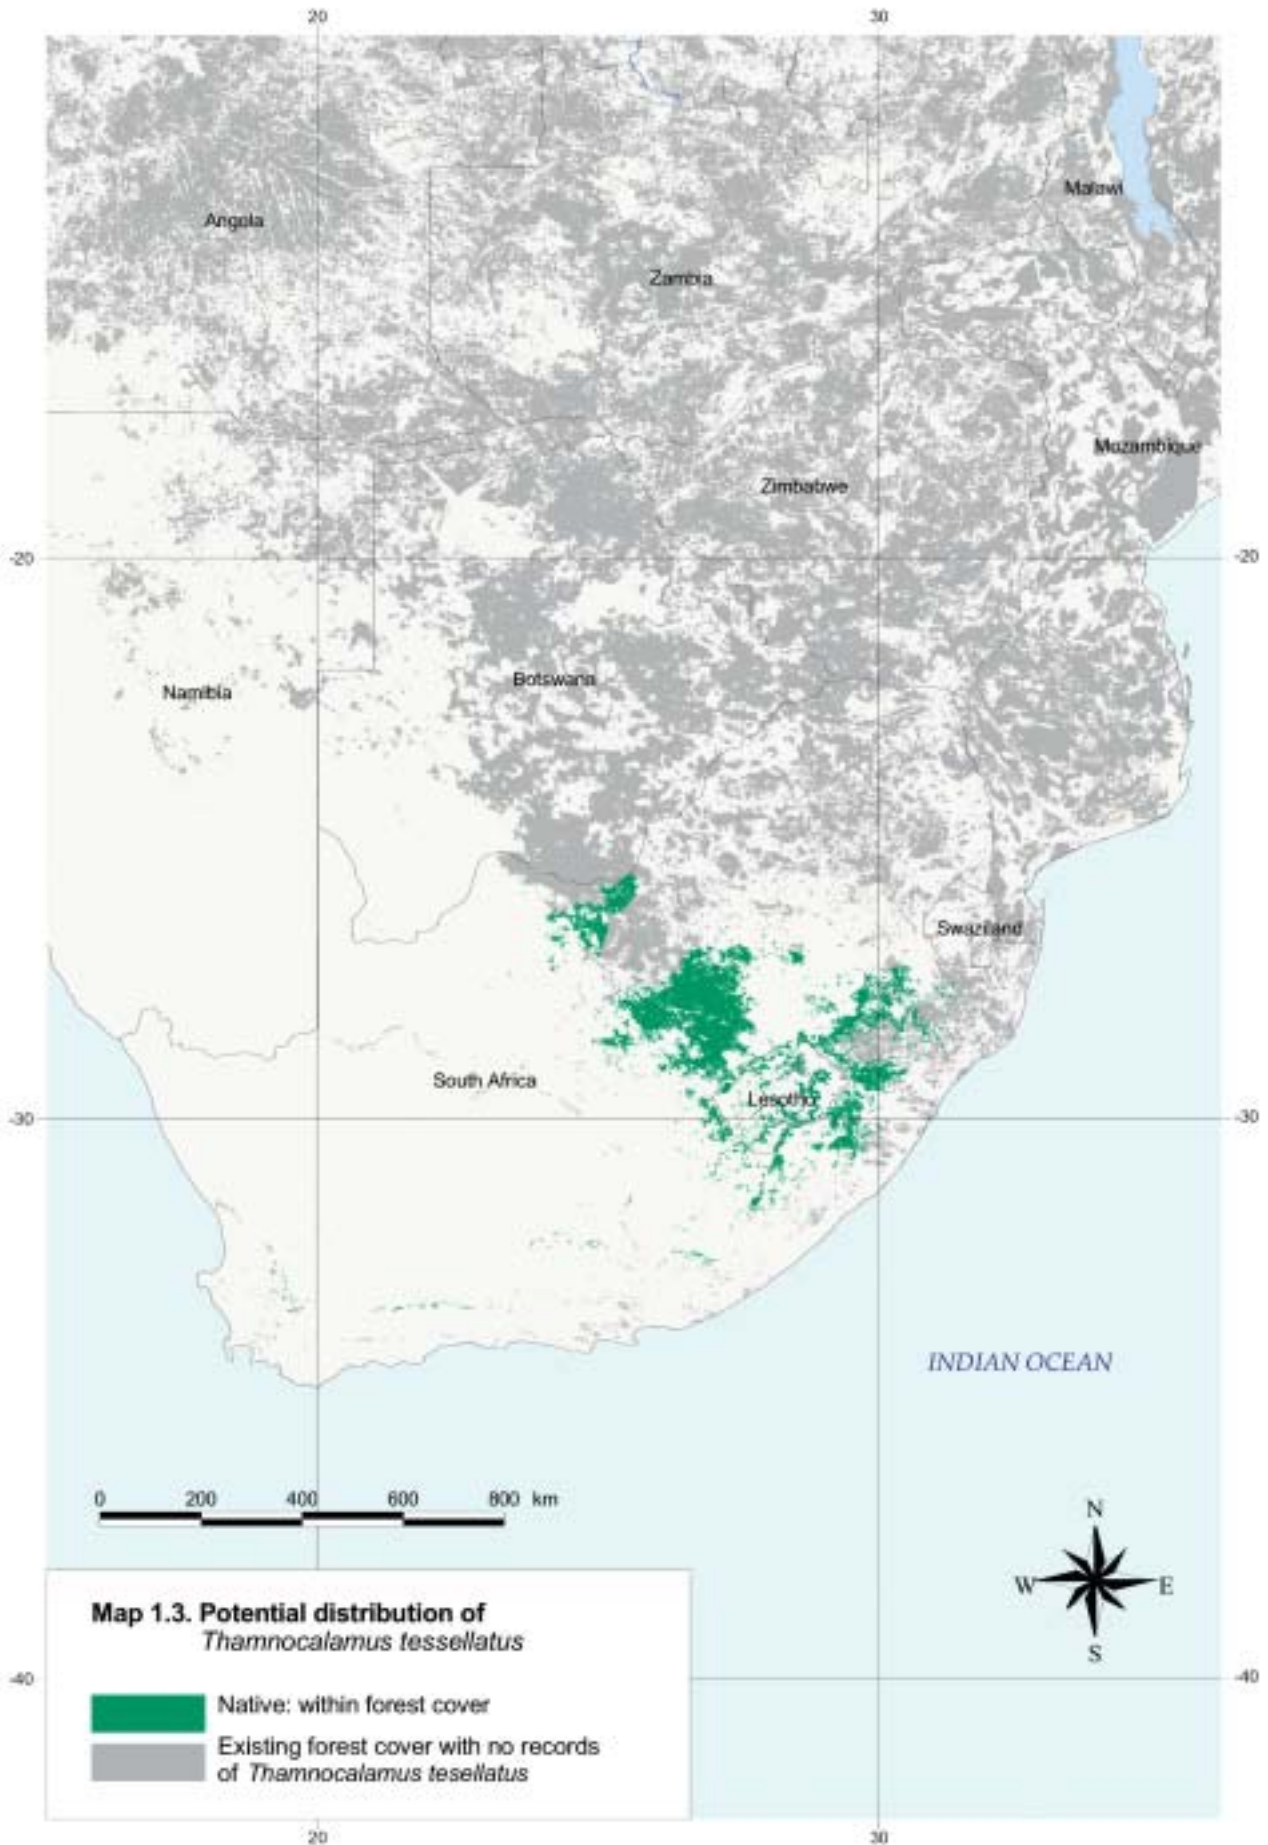 20 30
Malawi
Angola
Zambia
Mozambique
Zimbabwe
-20 -20
Botswana
Namibia
Swaziland
South Africa
Lesotho
-30 -30
INDIAN OCEAN
0 200 400 600 800 km
N
W E
S
Map 1.3. Potential distribution of
Thamnocalamus tessellatus
-40 -40
Native: within forest cover
Existing forest cover with no records
of Thamnocalamus tesellatus
20 30